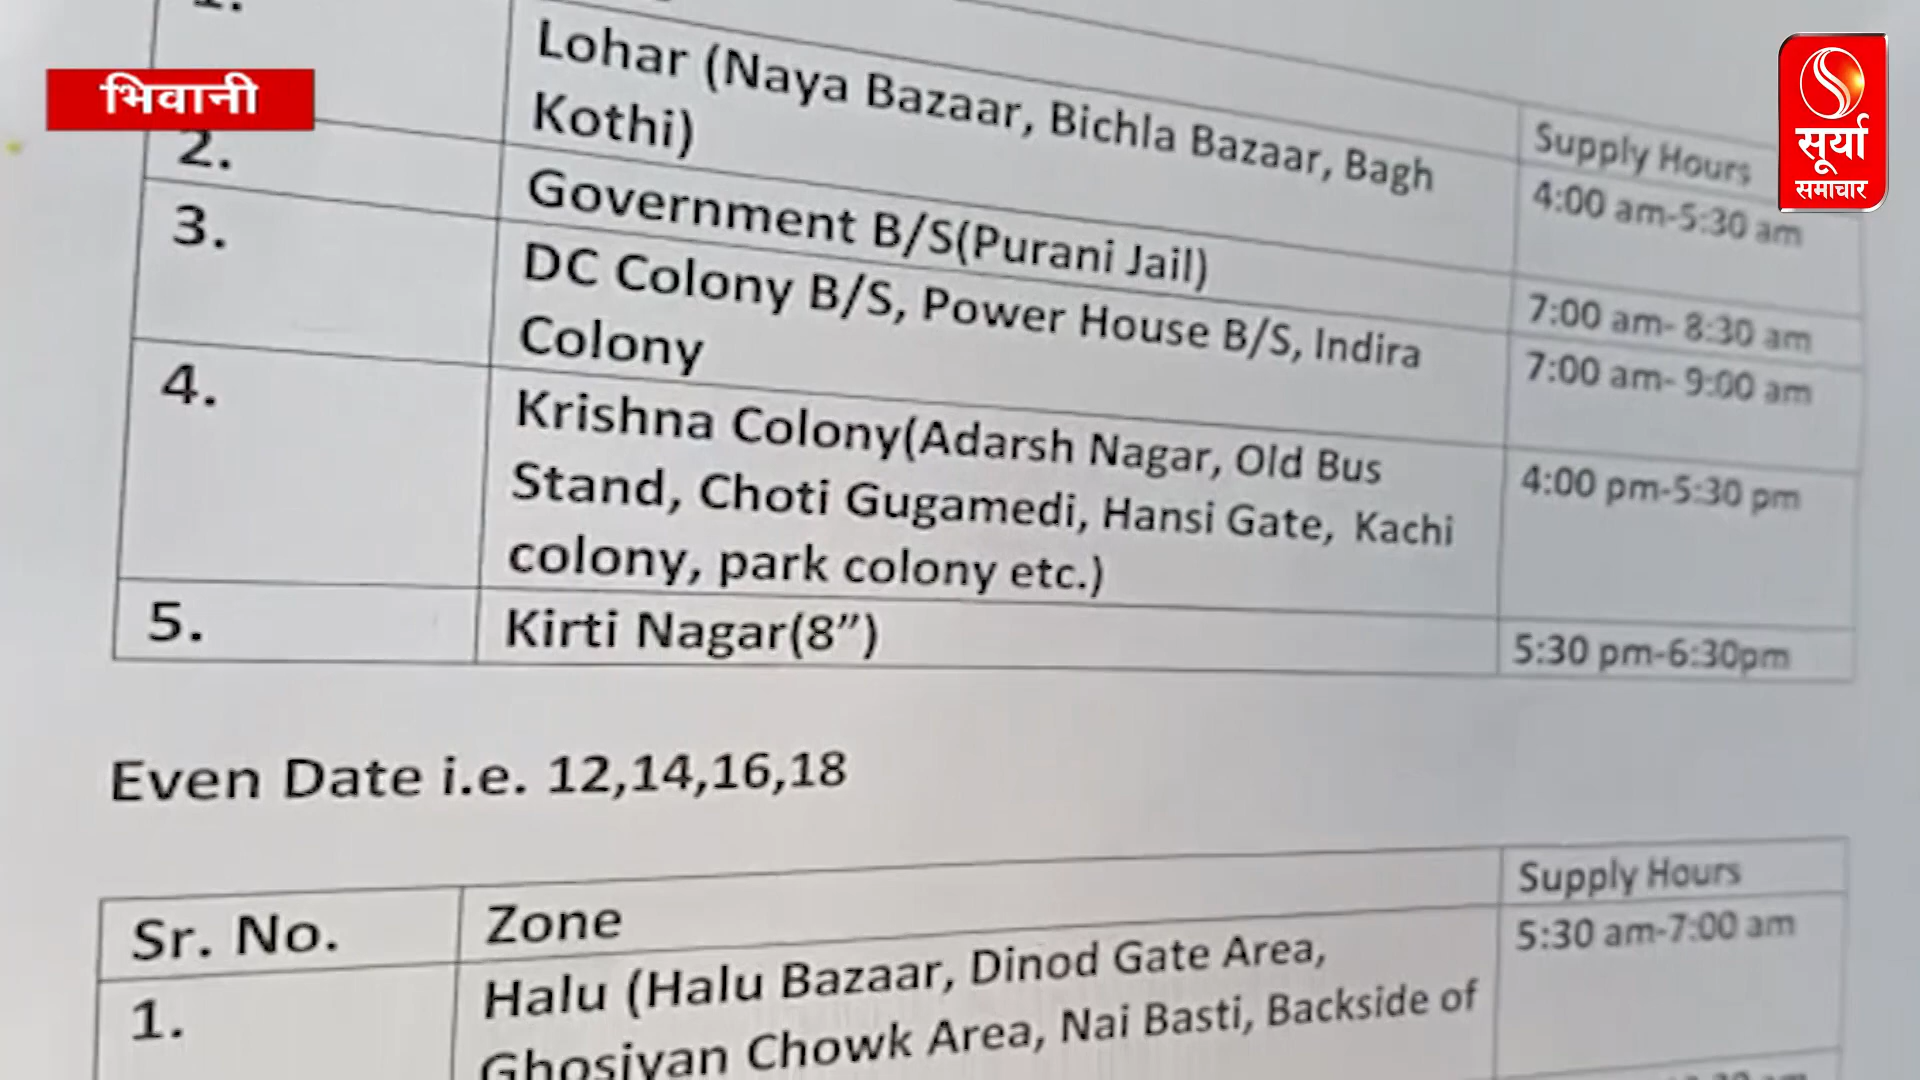 भिवानी
सूर्या
समाचार
Supply Hours
1.
Lohar (Naya Bazaar, Bichla Bazaar, Bagh
Kothi)
4:00 am-5:30 am
2.
Government B/S(Purani Jail)
7:00 am- 8:30 am
3.
DC Colony B/S, Power House B/S, Indira
Colony
7:00 am- 9:00 am
4.
Krishna Colony(Adarsh Nagar, Old Bus
Stand, Choti Gugamedi, Hansi Gate, Kachi
colony, park colony etc.)
4:00 pm-5:30 pm
5.
Kirti Nagar(8”)
5:30 pm-6:30pm
Even Date i.e. 12,14,16,18
Sr. No.
Zone
Supply Hours
1.
Halu (Halu Bazaar, Dinod Gate Area,
Ghosiyan Chowk Area, Nai Basti, Backside of
5:30 am-7:00 am